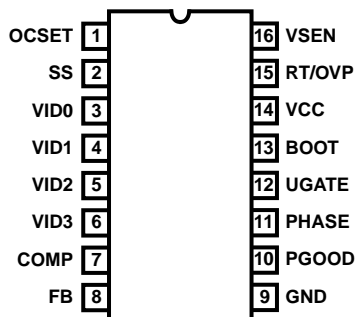 OCSET 1 16 VSEN
SS 2 15 RT/OVP
VID0 3 14 VCC
VID1 4 13 BOOT
VID2 5 12 UGATE
VID3 6 11 PHASE
COMP 7 10 PGOOD
FB 8 9 GND